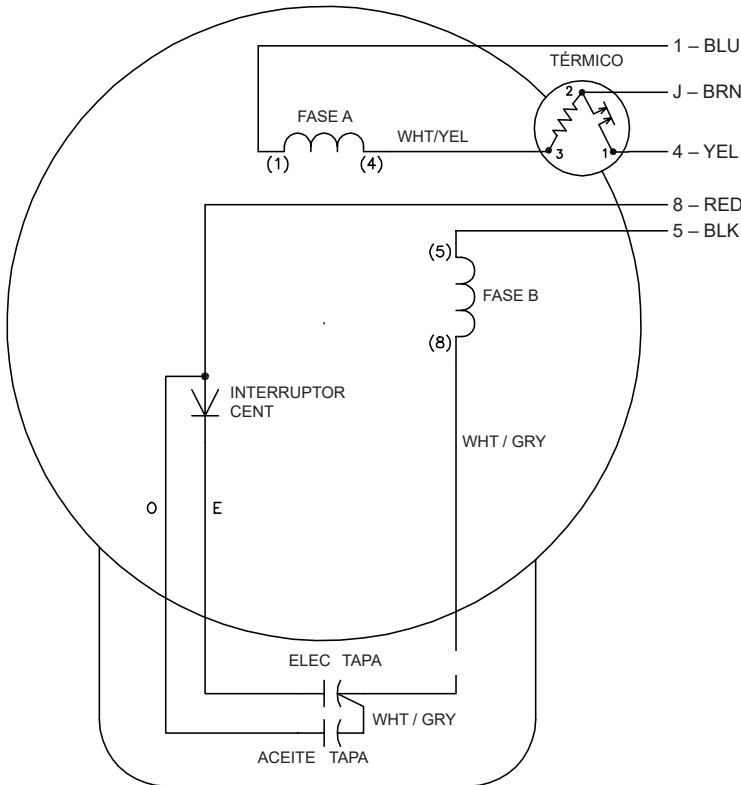 1 – BLU
TÉRMICO
J – BRN
2
FASE A
WHT/YEL
(1)
(4)
3
1
4 – YEL
8 – RED
5 – BLK
(5)
FASE B
(8)
INTERRUPTOR
CENT
WHT / GRY
O
E
ELEC TAPA
WHT / GRY
ACEITE TAPA